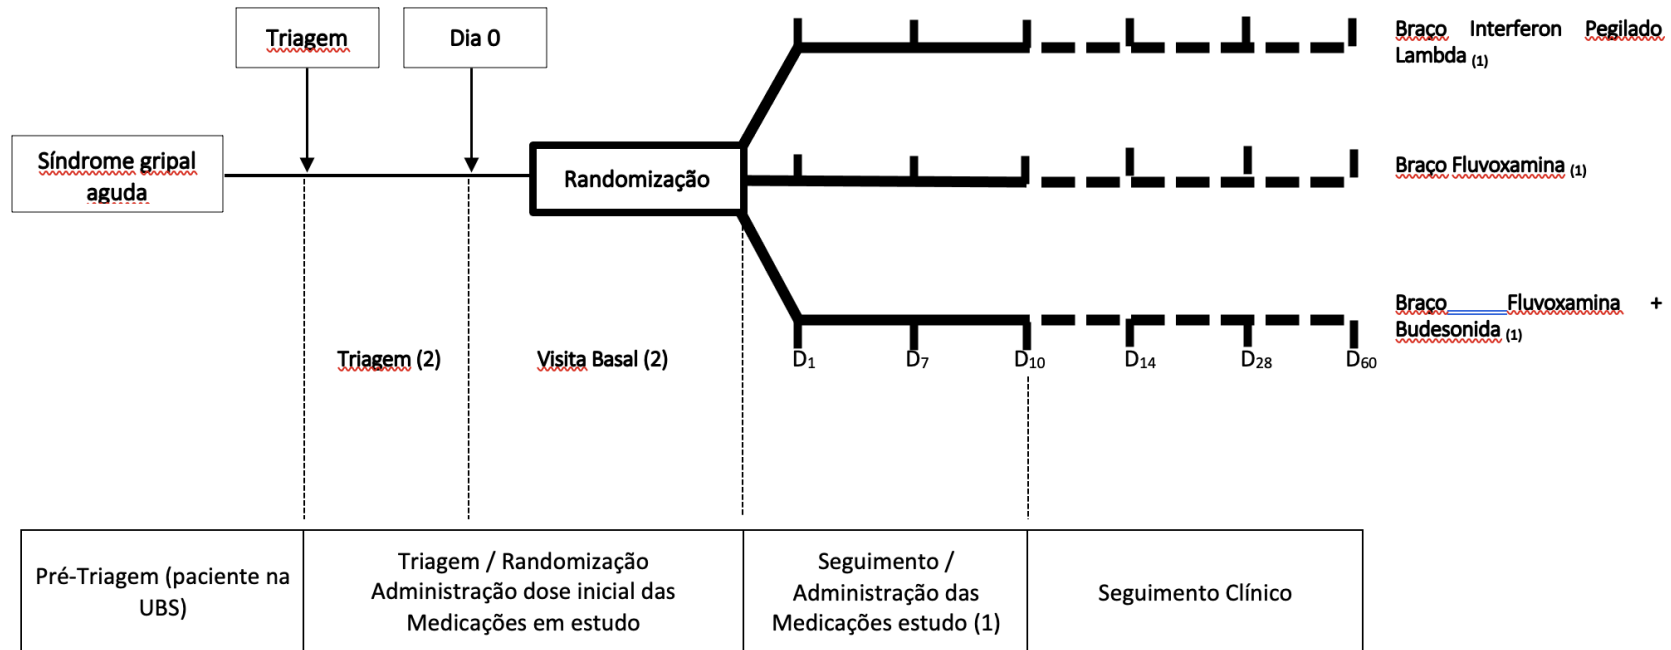 Triagem
Dia 0
Braço Interferon Pegilado
Lambda (1)
Síndrome gripal
aguda
Randomização
Braço Fluvoxamina (1)
Braço Fluvoxamina +
Budesonida (1)
Triagem (2)
Visita Basal (2)
D1
D7
D10
D14
D28
D60
Pré-Triagem (paciente na
UBS)
Triagem / Randomização
Administração dose inicial das
Medicações em estudo
Seguimento /
Administração das
Medicações estudo (1)
Seguimento Clínico